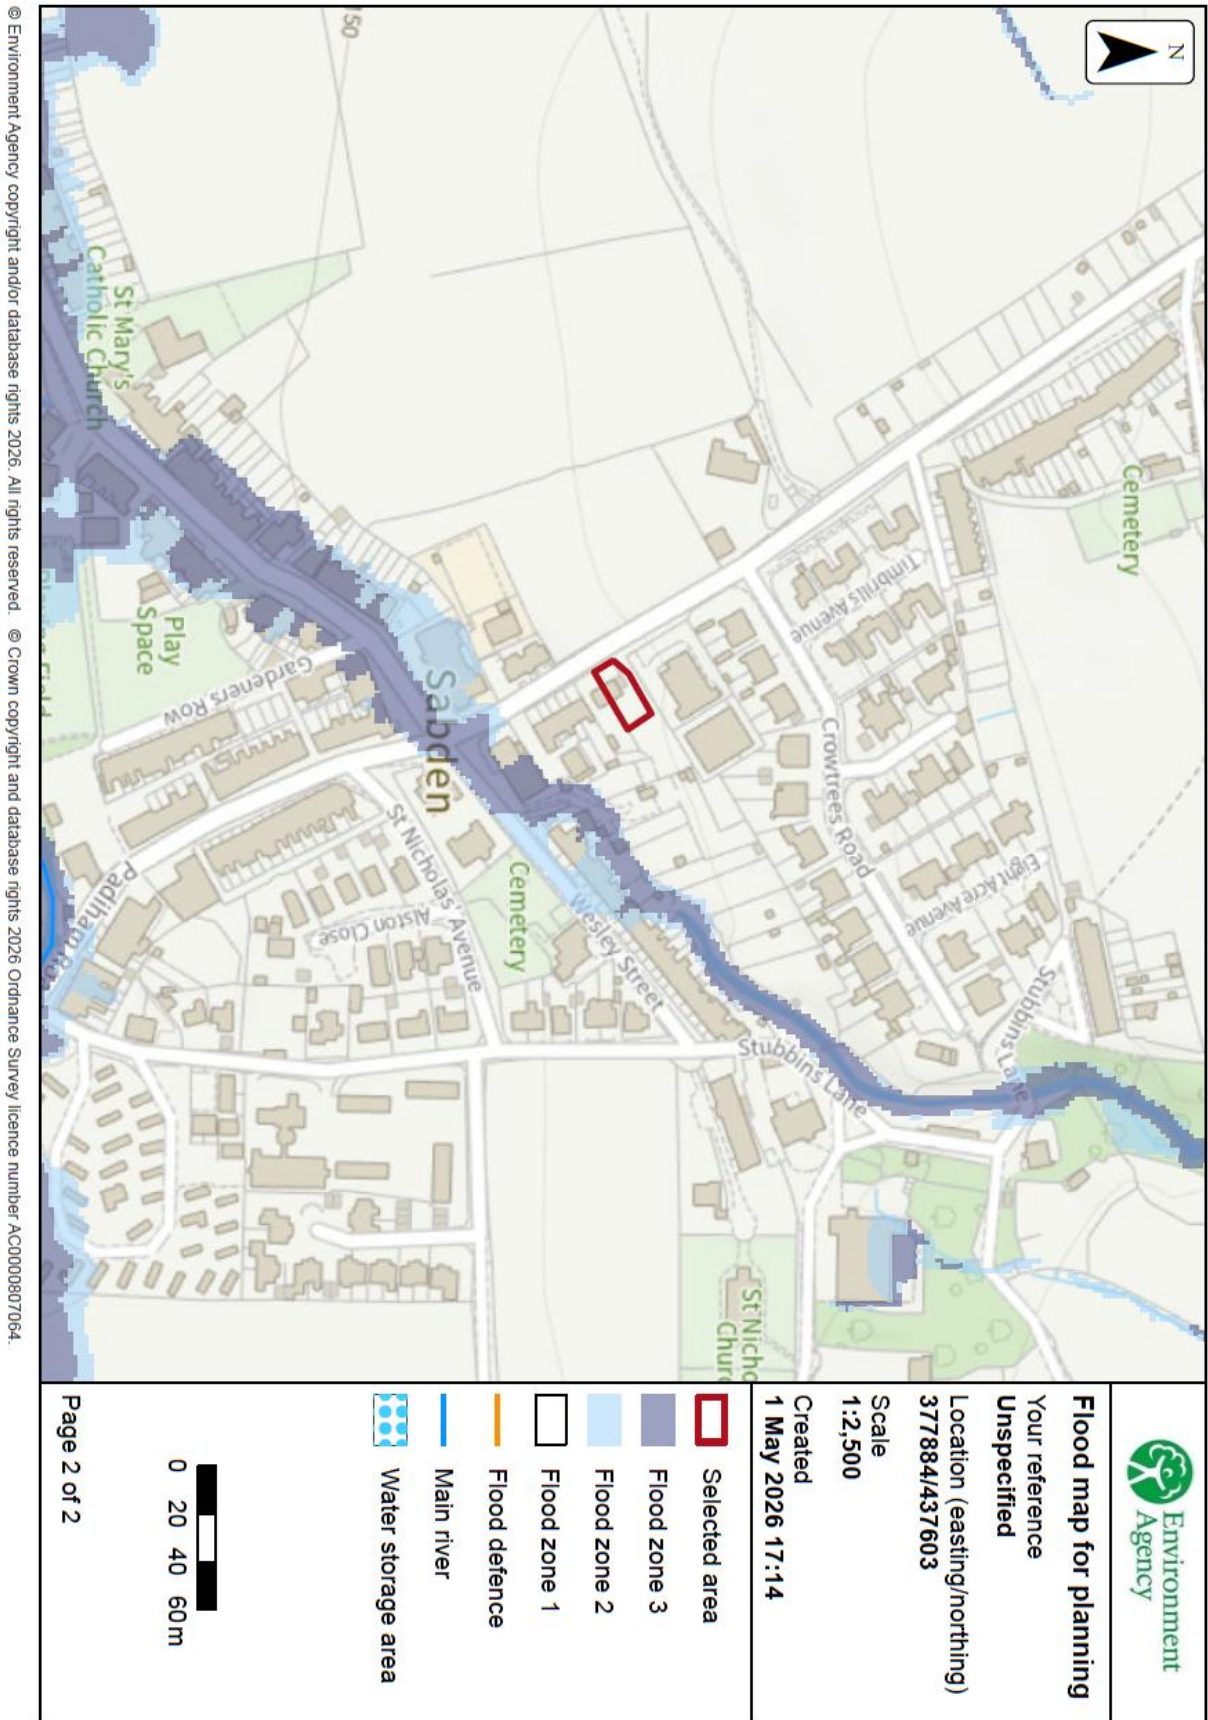 Environment
Agency
Flood map for planning
Your reference
Unspecified
Location (easting/northing)
377884/437603
Scale
1:2,500
Created
1 May 2026 17:14
Selected area
Flood zone 3
Flood zone 2
Flood zone 1
Flood defence
Main river
Water storage area
0 20 40 60m
Page 2 of 2
N
150
Cemetery
Timbrills Avenue
Crowtrees Road
Eight Acre Avenue
Stubbins Lane
Stubbins Lane
St Mary's
Catholic Church
Play
Space
Gardeners Row
Sabden
St Nicholas Avenue
Cemetery
Wesley Street
Alston Close
Padiham
St Nicho
Churc
© Environment Agency copyright and/or database rights 2026. All rights reserved. © Crown copyright and database rights 2026 Ordnance Survey licence number AC0000807064.